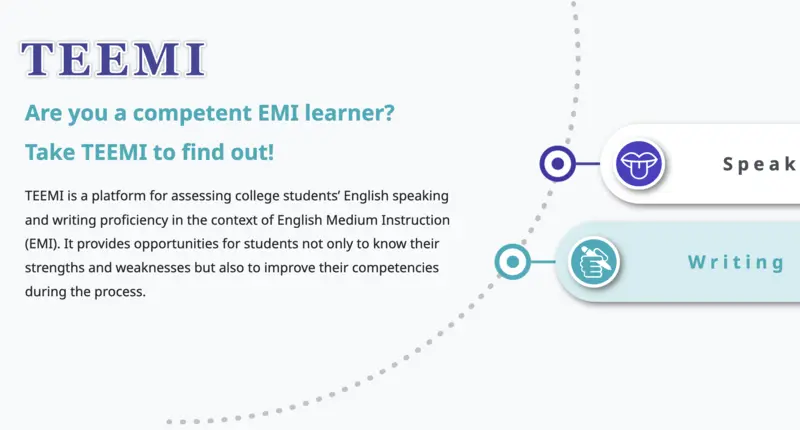 TEEMI
Are you a competent EMI learner?
Take TEEMI to find out!
TEEMI is a platform for assessing college students’ English speaking
and writing proficiency in the context of English Medium Instruction
(EMI). It provides opportunities for students not only to know their
strengths and weaknesses but also to improve their competencies
during the process.
Speak
Writing